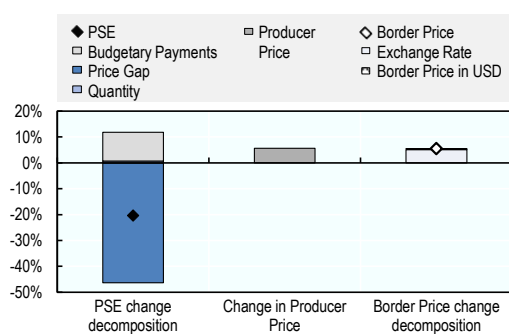 PSE
Budgetary Payments
Price Gap
Quantity
Producer
Price
Border Price
Exchange Rate
Border Price in USD
20%
10%
0%
-10%
-20%
-30%
-40%
-50%
PSE change
decomposition
Change in Producer
Price
Border Price change
decomposition